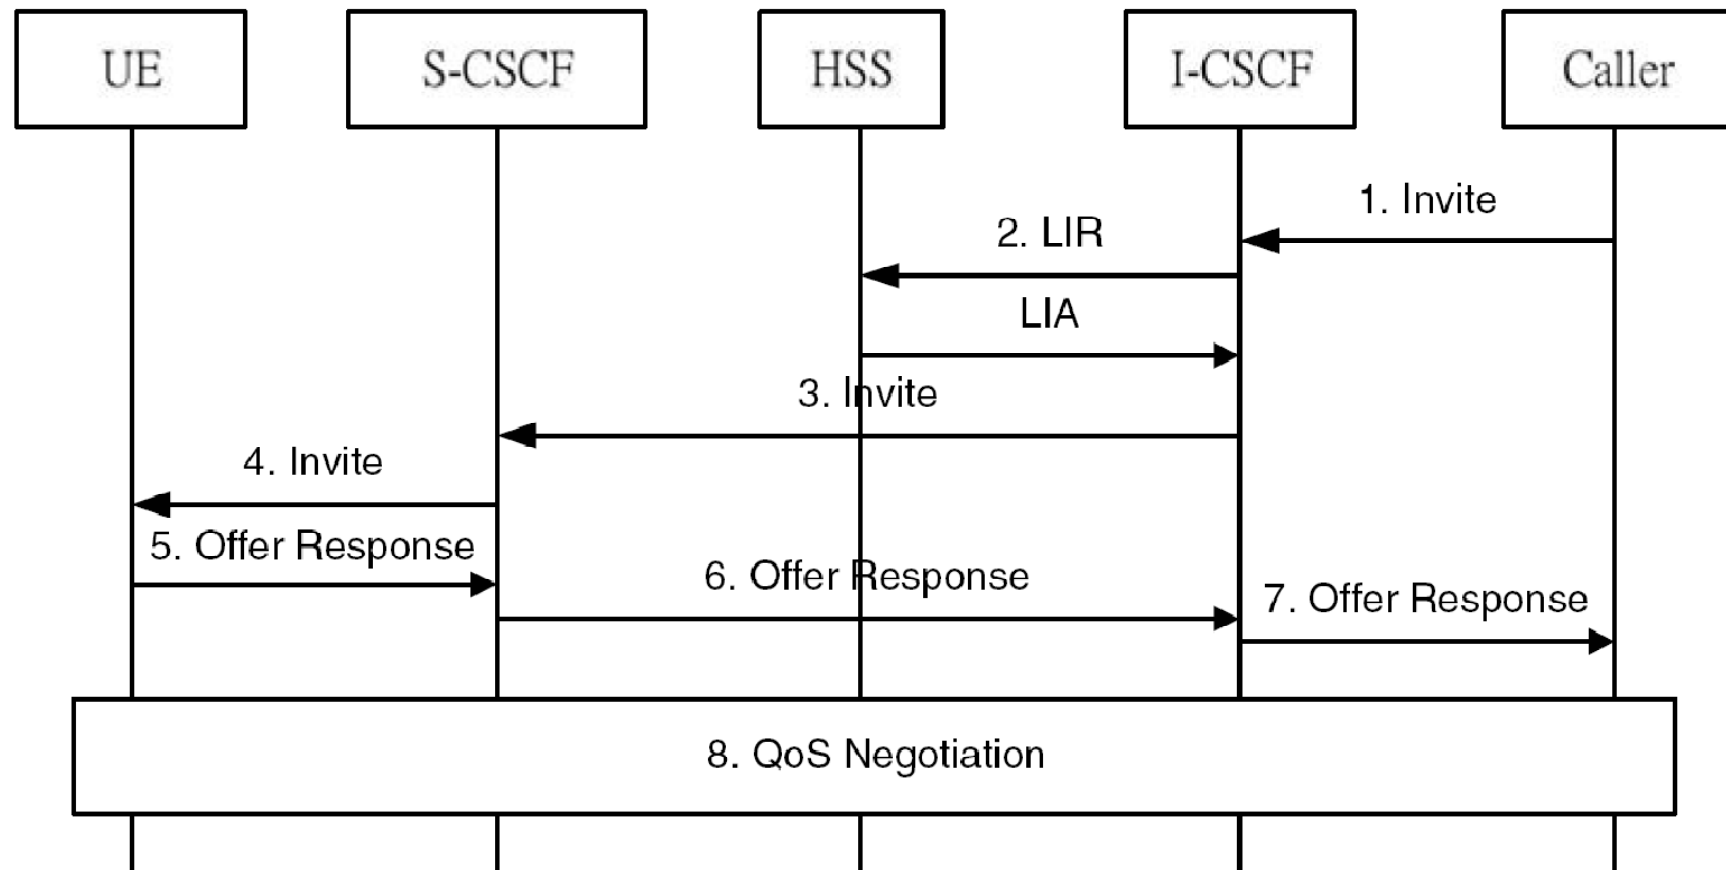 UE
S-CSCF
HSS
I-CSCF
Caller
1. Invite
2. LIR
LIA
3. Invite
4. Invite
5. Offer Response
6. Offer Response
7. Offer Response
8. QoS Negotiation